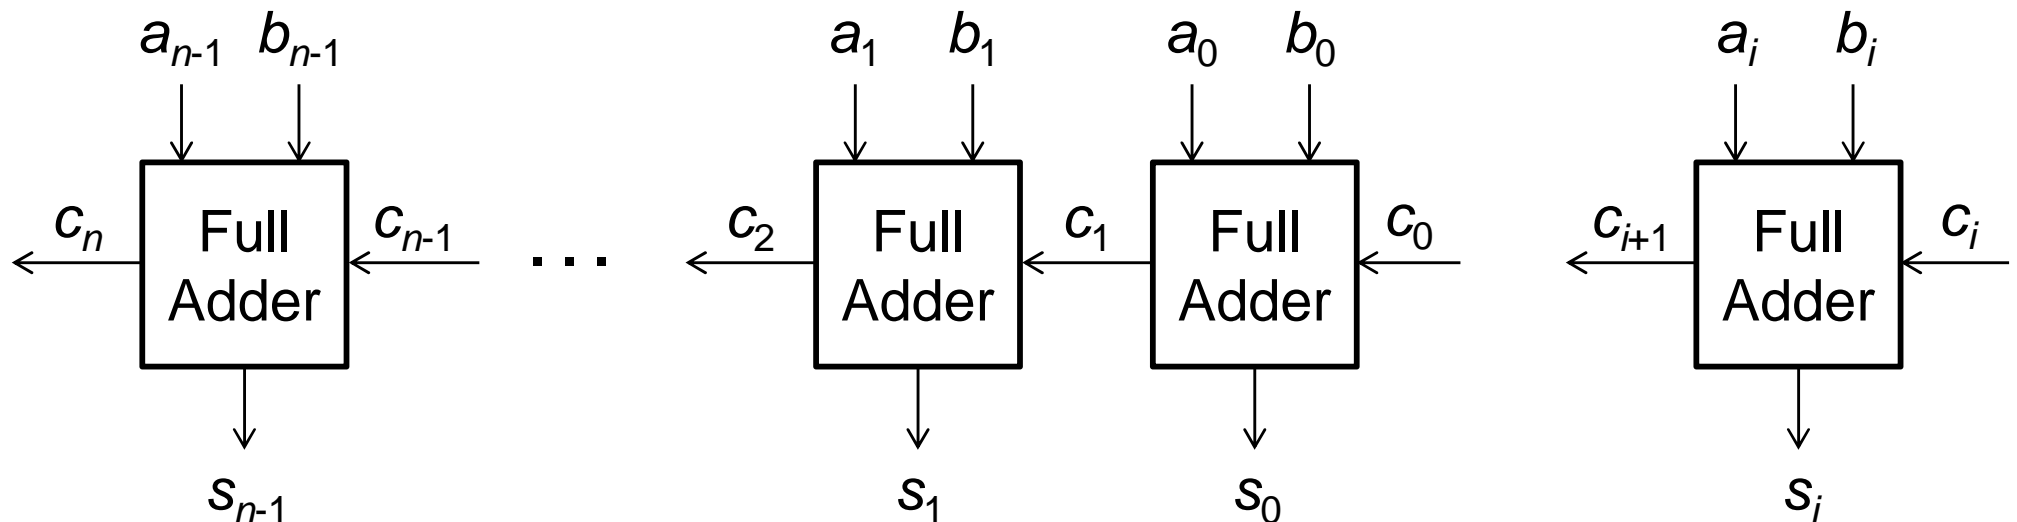 aₙ₋₁ bₙ₋₁ a₁ b₁ a₀ b₀ aᵢ bᵢ
cₙ Full Adder cₙ₋₁ ... c₂ Full Adder c₁ Full Adder c₀ cᵢ₊₁ Full Adder cᵢ
sₙ₋₁ s₁ s₀ sᵢ